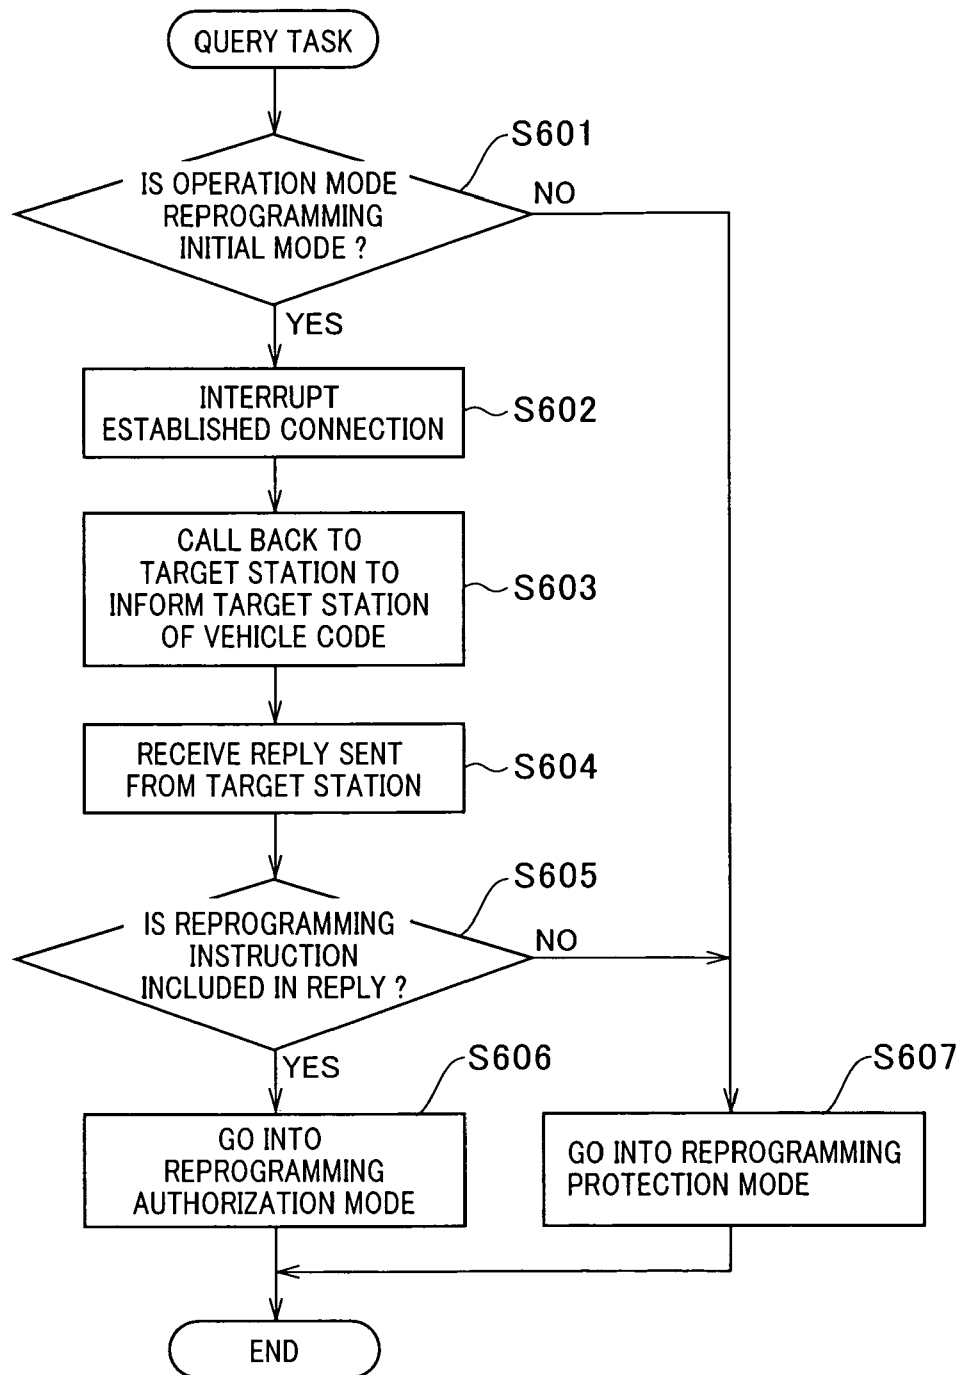 QUERY TASK
S601
IS OPERATION MODE
REPROGRAMMING
INITIAL MODE ?
NO
YES
INTERRUPT
ESTABLISHED CONNECTION
S602
CALL BACK TO
TARGET STATION TO
INFORM TARGET STATION
OF VEHICLE CODE
S603
RECEIVE REPLY SENT
FROM TARGET STATION
S604
S605
IS REPROGRAMMING
INSTRUCTION
INCLUDED IN REPLY ?
NO
YES
S606
S607
GO INTO
REPROGRAMMING
AUTHORIZATION MODE
GO INTO REPROGRAMMING
PROTECTION MODE
END